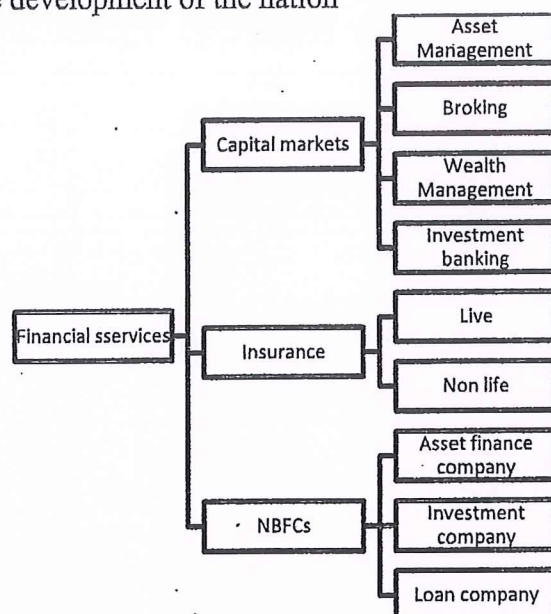 development of the nation
Asset
Management
Broking
Capital markets
Wealth
Management
Investment
banking
Financial sservices
Insurance
Live
Non life
NBFCs
Asset finance
company
Investment
company
Loan company